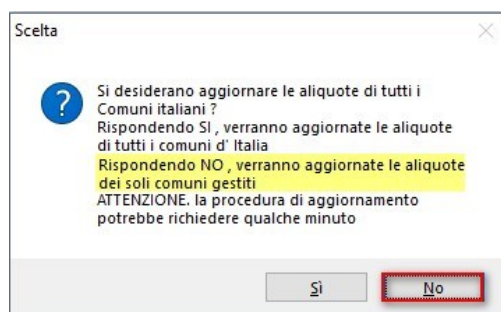 Scelta
Si desiderano aggiornare le aliquote di tutti i
Comuni italiani ?
Rispondendo SI , verranno aggiornate le aliquote
di tutti i comuni d' Italia
Rispondendo NO , verranno aggiornate le aliquote
dei soli comuni gestiti
ATTENZIONE. la procedura di aggiornamento
potrebbe richiedere qualche minuto
Sì No